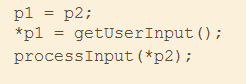 p1 = p2;
*p1 = getUserInput();
processInput(*p2);